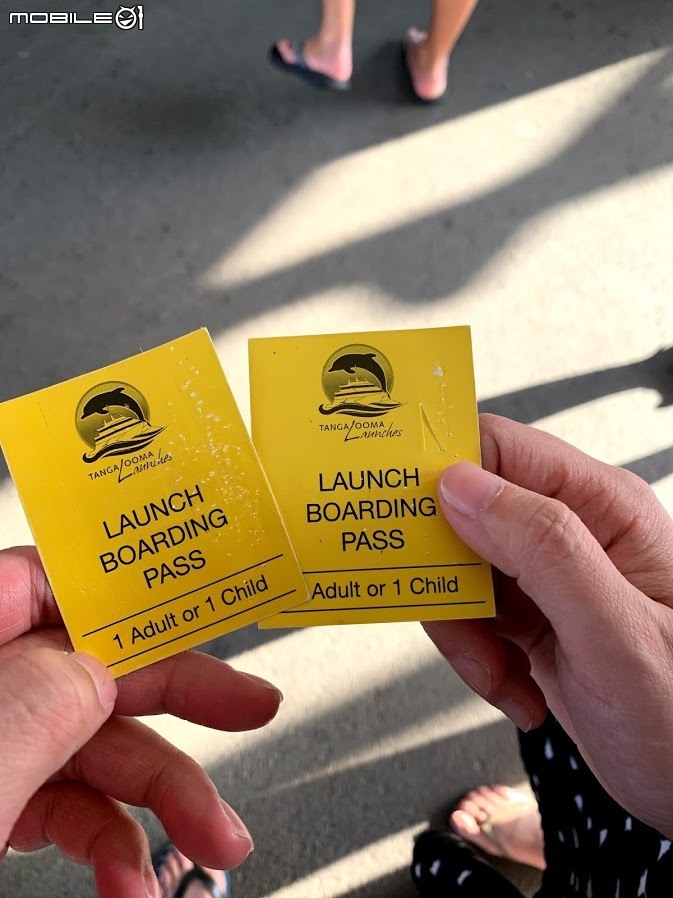 MOBILE01
TANGALOOMA
Launches
LAUNCH
BOARDING
PASS
1 Adult or 1 Child
TANGALOOMA
Launches
LAUNCH
BOARDING
PASS
Adult or 1 Child